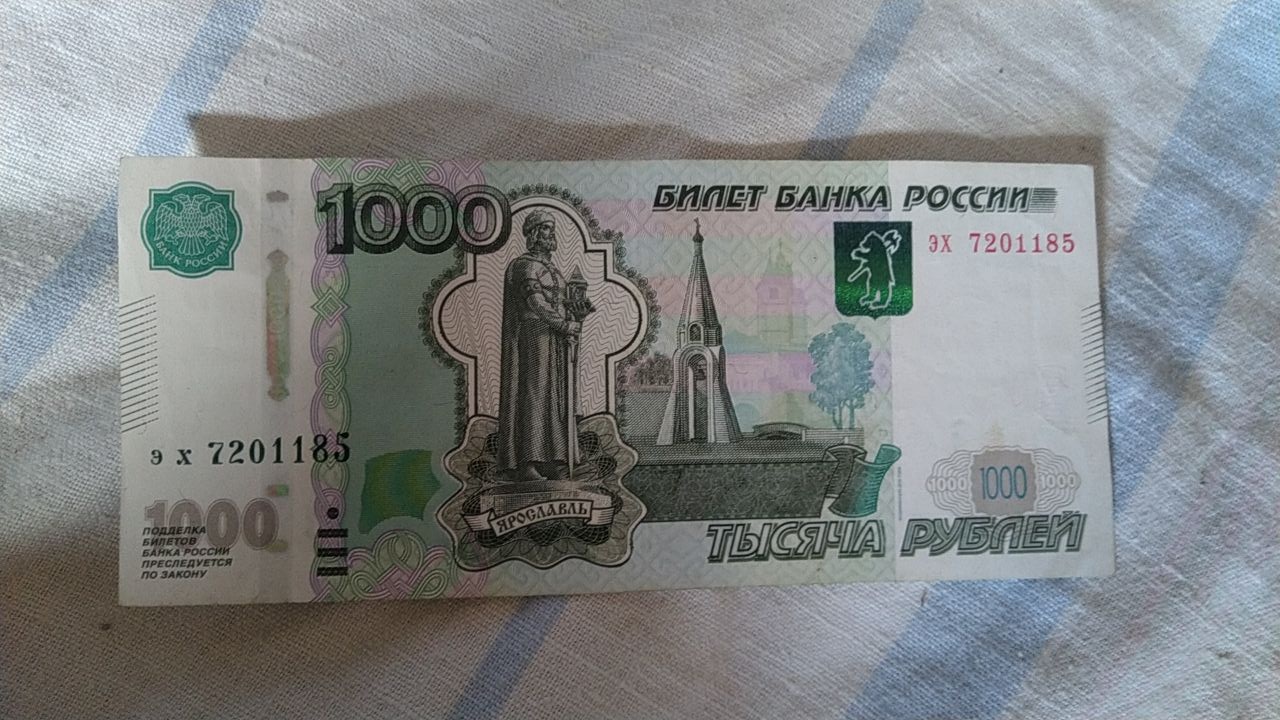 1000
БИЛЕТ БАНКА РОССИИ
БАНК РОССИИ
эх 7201185
э х 7201185
1000
1000
1000
1000
ЯРОСЛАВЛЬ
ПОДДЕЛКА
БИЛЕТОВ
БАНКА РОССИИ
ПРЕСЛЕДУЕТСЯ
ПО ЗАКОНУ
ТЫСЯЧА РУБЛЕЙ